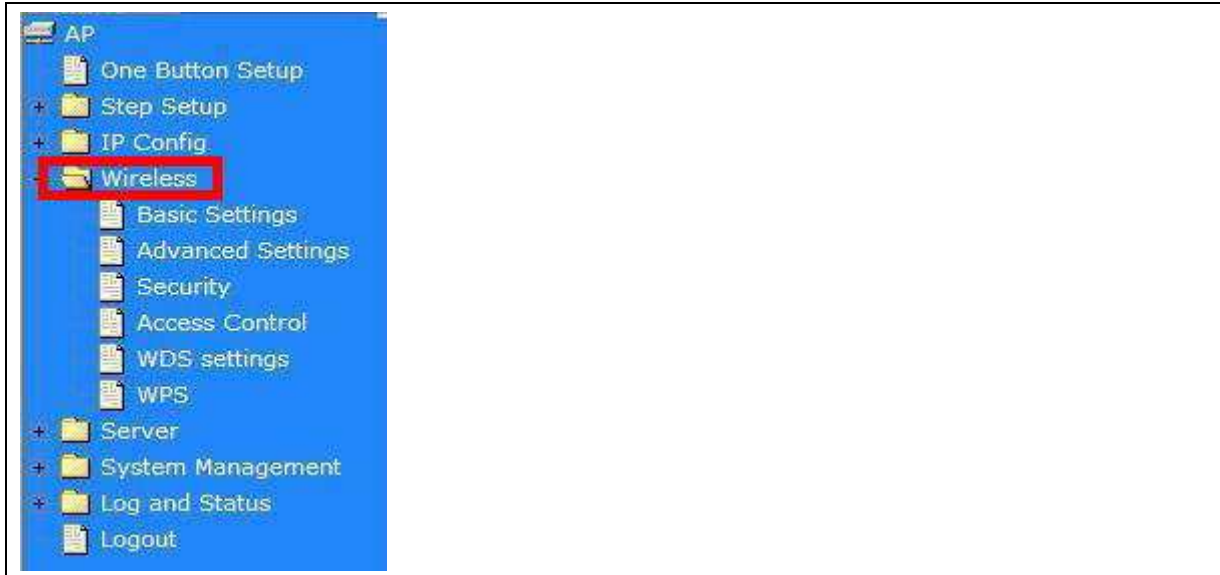 AP
One Button Setup
Step Setup
IP Config
Wireless
Basic Settings
Advanced Settings
Security
Access Control
WDS settings
WPS
Server
System Management
Log and Status
Logout